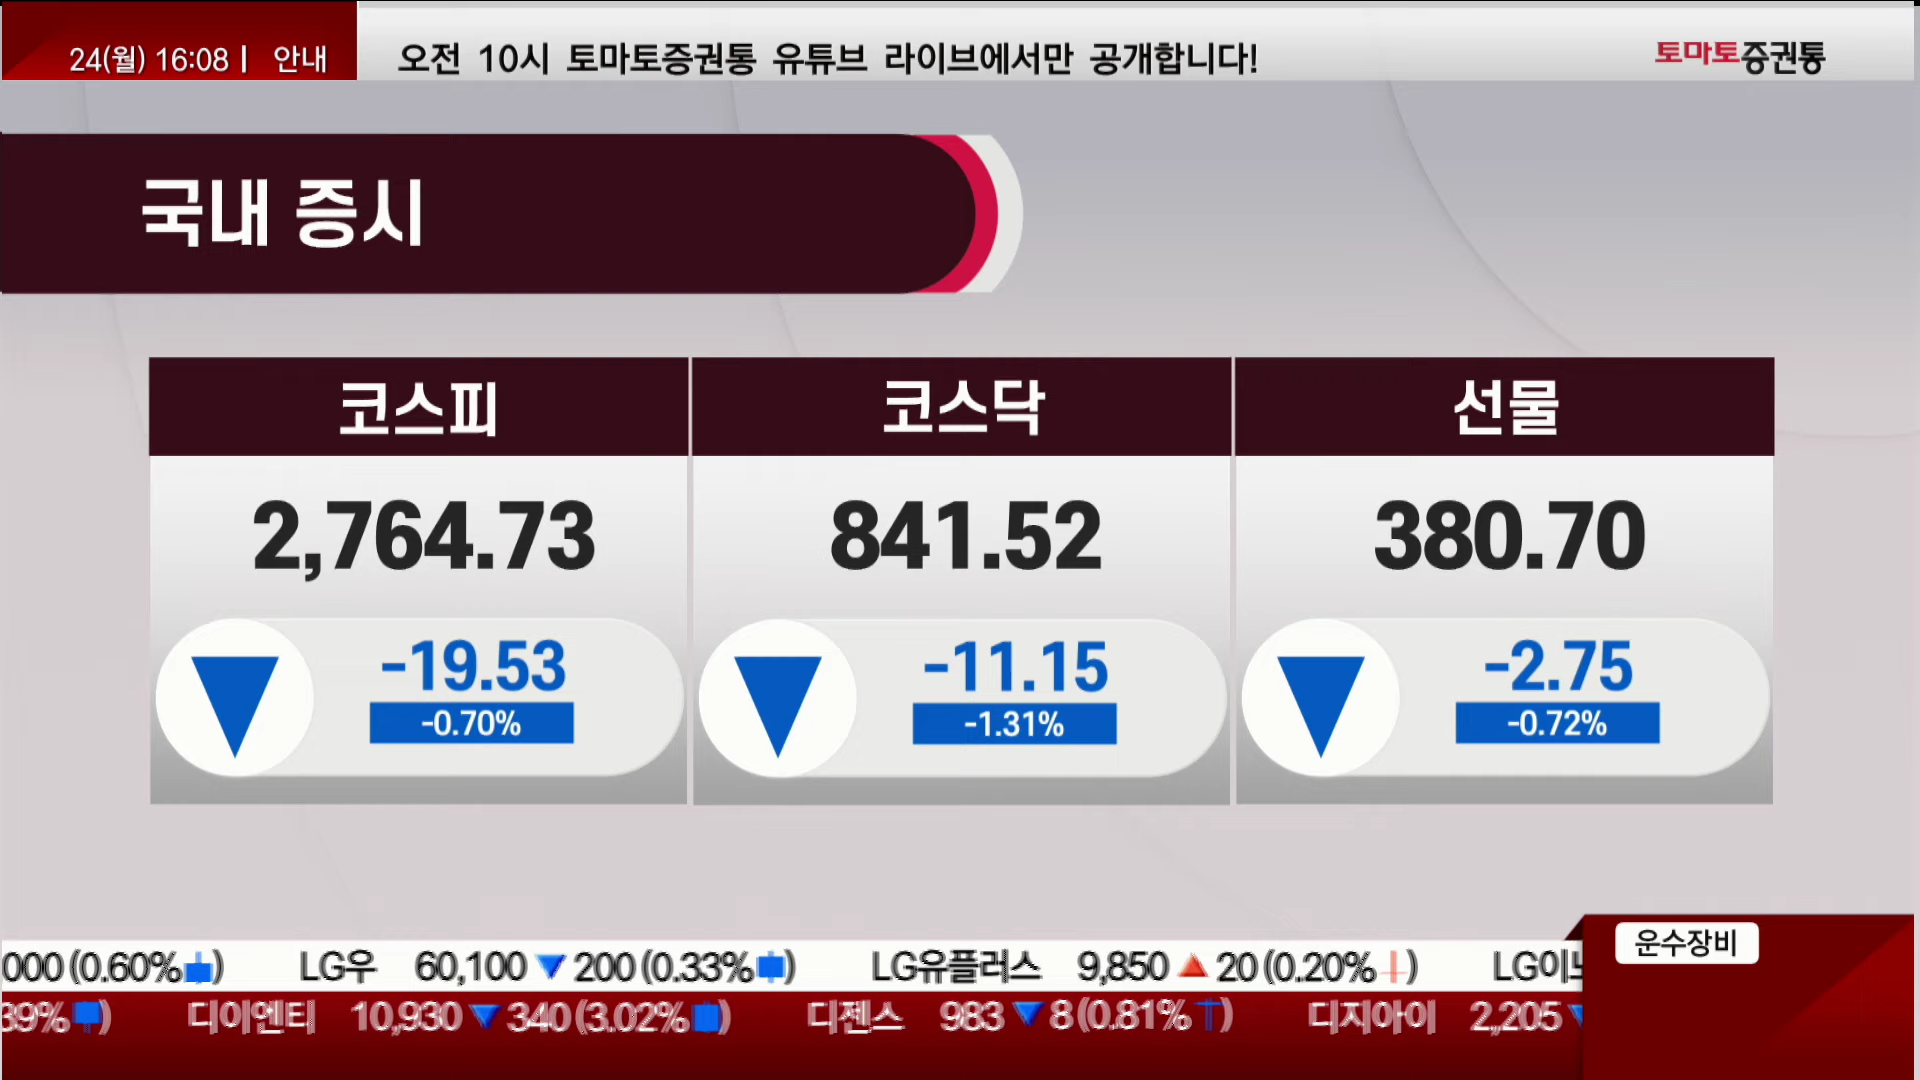 24(월) 16:08 | 안내
오전 10시 토마토증권통 유튜브 라이브에서만 공개합니다!
토마토증권통
국내 증시
코스피
2,764.73
▼ -19.53
-0.70%
코스닥
841.52
▼ -11.15
-1.31%
선물
380.70
▼ -2.75
-0.72%
000 (0.60%) LG우 60,100 ▼ 200 (0.33%) LG유플러스 9,850 ▲ 20 (0.20%) LG이
39%) 디이엔티 10,930 ▼ 340 (3.02%) 디젠스 983 ▼ 8 (0.81%) 디지아이 2,205 ▼
운수장비